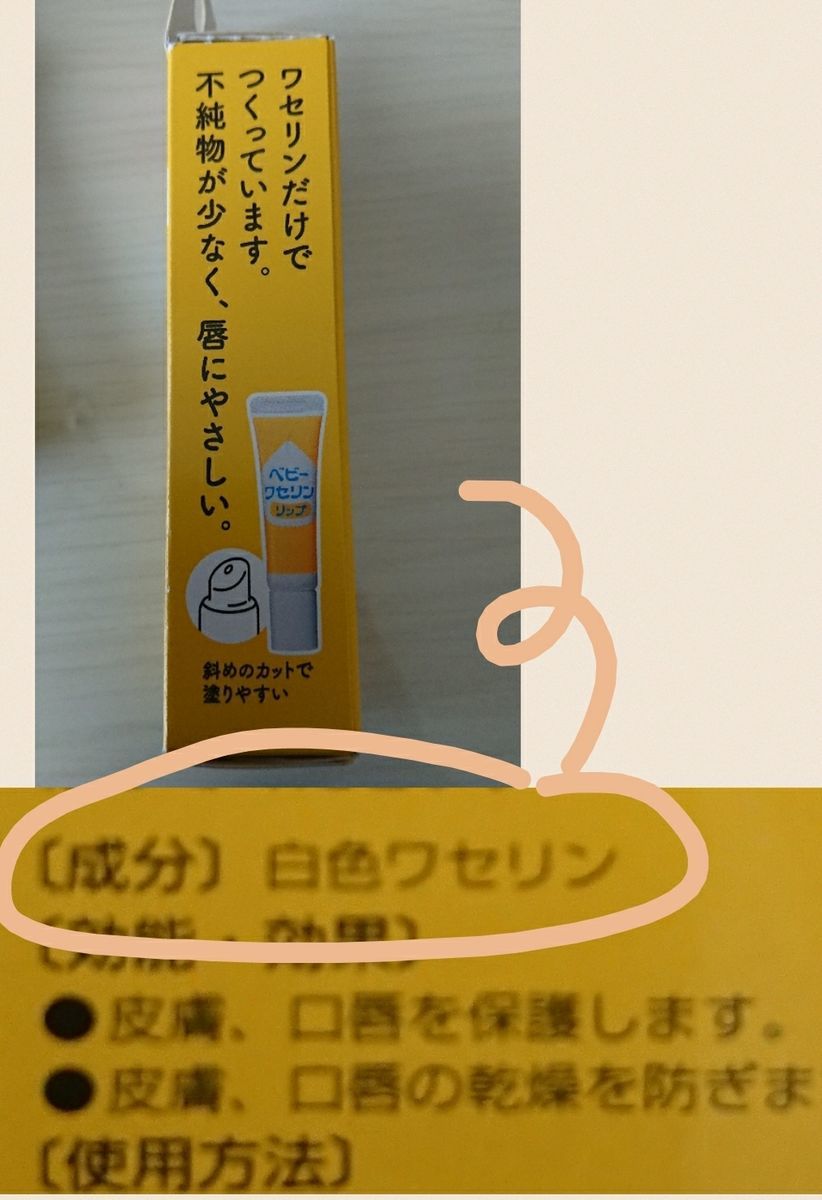 ワセリンだけで
つくっています。
不純物が少なく、唇にやさしい。
ベビー
ワセリン
リップ
斜めのカットで
塗りやすい
〔成分〕白色ワセリン
〔効能・効果〕
●皮膚、口唇を保護します。
●皮膚、口唇の乾燥を防ぎま
〔使用方法〕